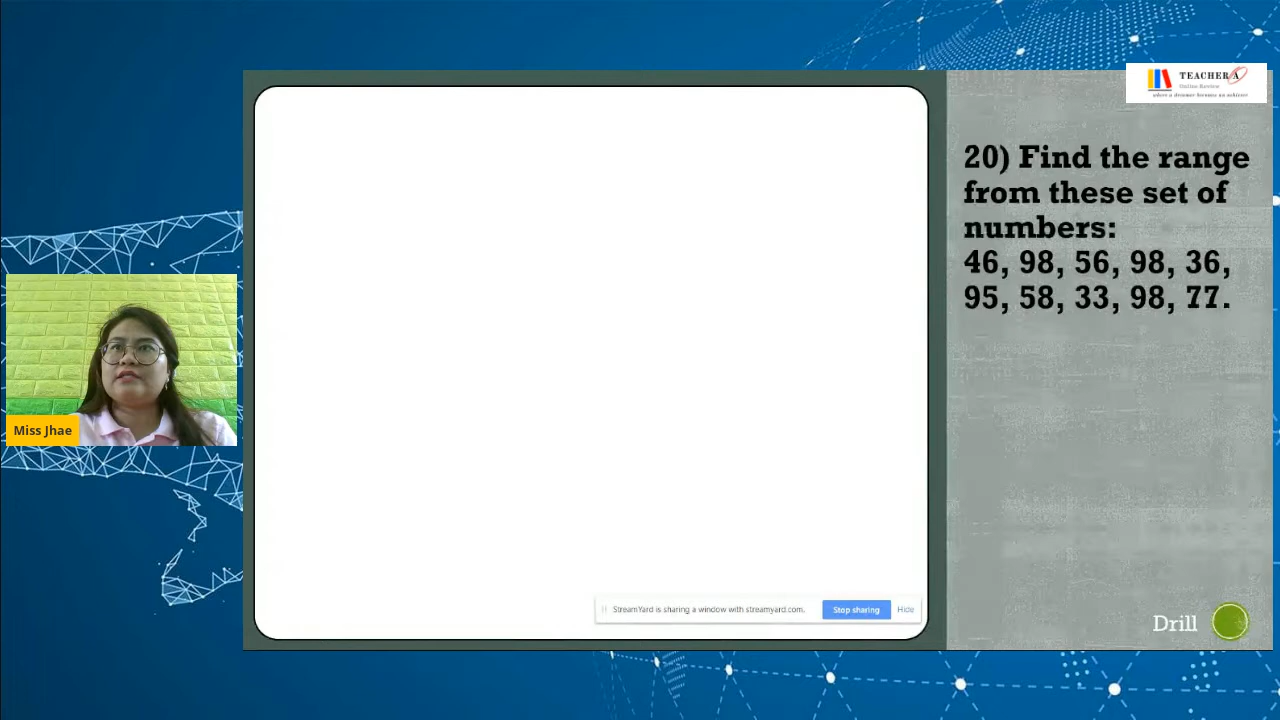 TEACHER A
Online Review
where a dreamer becomes an achiever
20) Find the range
from these set of
numbers:
46, 98, 56, 98, 36,
95, 58, 33, 98, 77.
Miss Jhae
StreamYard is sharing a window with streamyard.com.
Stop sharing
Hide
Drill